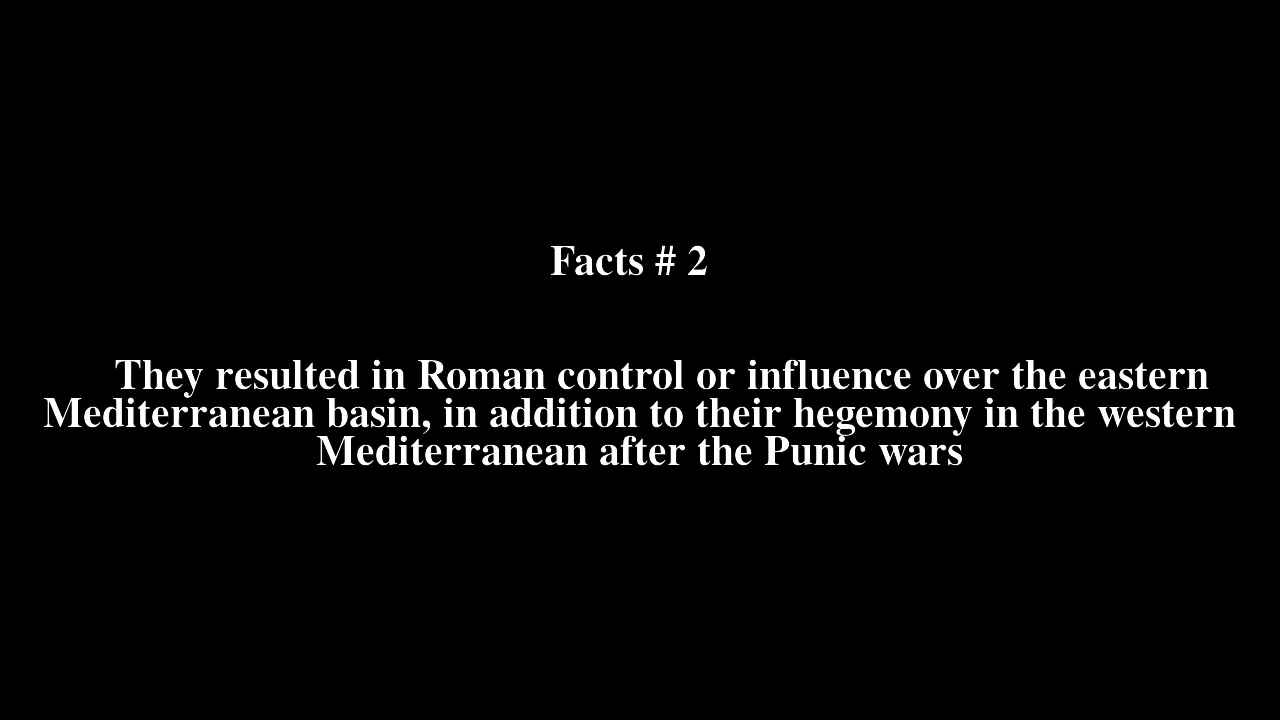 Facts # 2
They resulted in Roman control or influence over the eastern
Mediterranean basin, in addition to their hegemony in the western
Mediterranean after the Punic wars